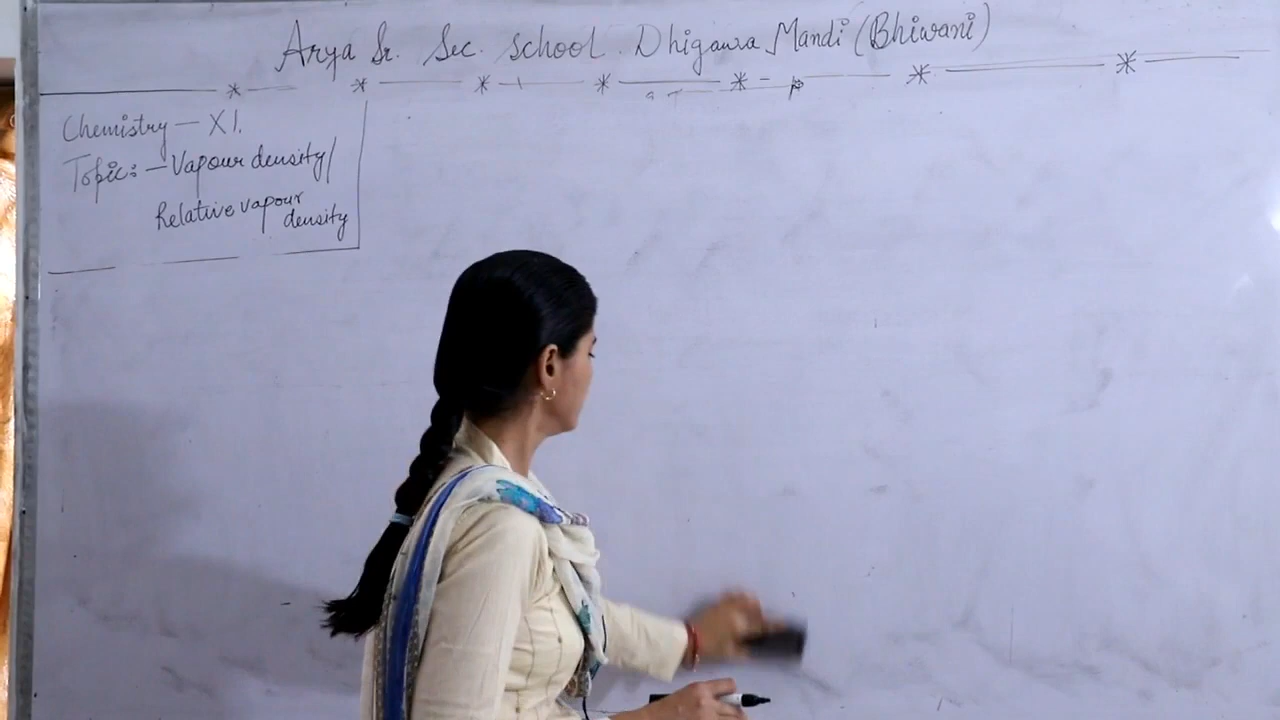 Arya Sr. Sec. School. Dhigawa Mandi (Bhiwani)
Chemistry — XI.
Topic: — Vapour density/
Relative vapour
density